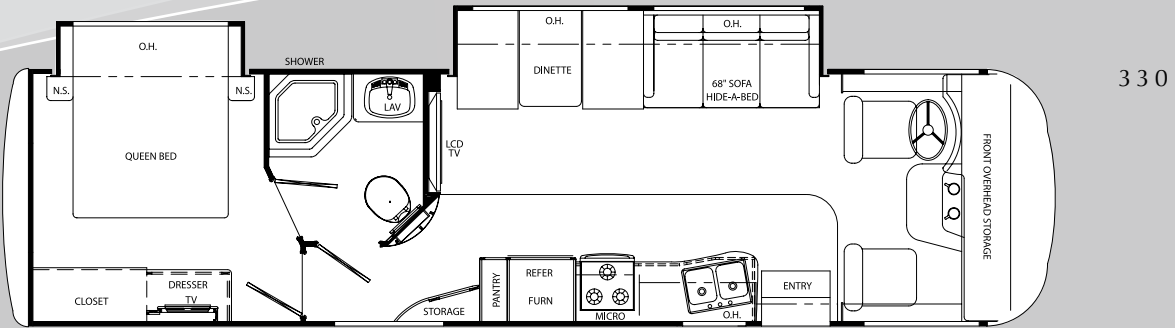 O.H.
N.S.
N.S.
QUEEN BED
CLOSET
DRESSER
TV
SHOWER
LAV
LCD
TV
O.H.
DINETTE
O.H.
68" SOFA
HIDE-A-BED
STORAGE
PANTRY
REFER
FURN
MICRO
O.H.
ENTRY
FRONT OVERHEAD STORAGE
330